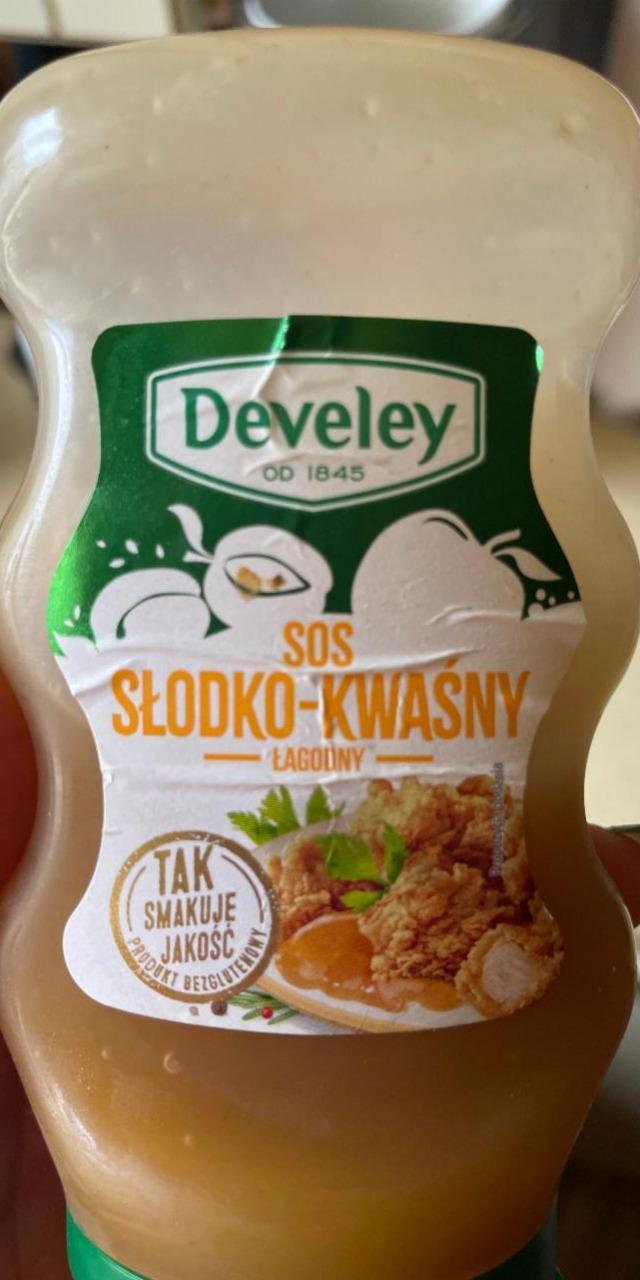 Develey
OD 1845
SOS
SŁODKO-KWAŚNY
ŁAGODNY
TAK
SMAKUJE
JAKOŚĆ
PRODUKT BEZGLUTENOWY